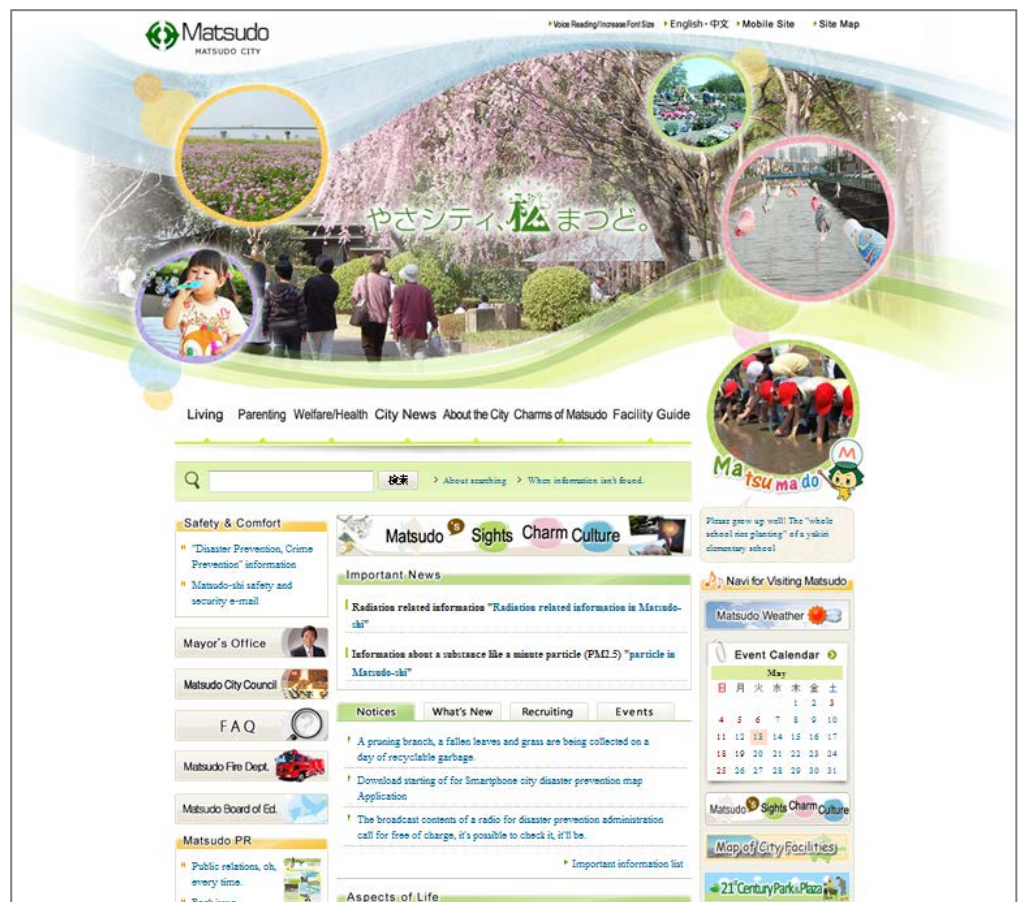 Matsudo
MATSUDO CITY
Voice Reading/Increase Font Size
English・中文
Mobile Site
Site Map
やさシティ、松まつど。
Living
Parenting
Welfare/Health
City News
About the City
Charms of Matsudo
Facility Guide
M
Matsumado
検索
About searching
When information isn't found.
Please grow up well! The "whole
school rice planting" of a yakiri
elementary school
Safety & Comfort
"Disaster Prevention, Crime
Prevention" information
Matsudo-shi safety and
security e-mail
Mayor's Office
Matsudo City Council
FAQ
Matsudo Fire Dept.
Matsudo Board of Ed.
Matsudo PR
Public relations, oh,
every time.
Matsudo's Sights Charm Culture
Important News
Radiation related information "Radiation related information in Matsudo-
shi"
Information about a substance like a minute particle (PM2.5) "particle in
Matsudo-shi"
Notices
What's New
Recruiting
Events
A pruning branch, a fallen leaves and grass are being collected on a
day of recyclable garbage.
Download starting of for Smartphone city disaster prevention map
Application
The broadcast contents of a radio for disaster prevention administration
call for free of charge, it's possible to check it, it'll be.
Important information list
Aspects of Life
Navi for Visiting Matsudo
Matsudo Weather
Event Calendar
May
日 月 火 水 木 金 土
1 2 3
4 5 6 7 8 9 10
11 12 13 14 15 16 17
18 19 20 21 22 23 24
25 26 27 28 29 30 31
Matsudo's Sights Charm Culture
Map of City Facilities
21st Century Park & Plaza